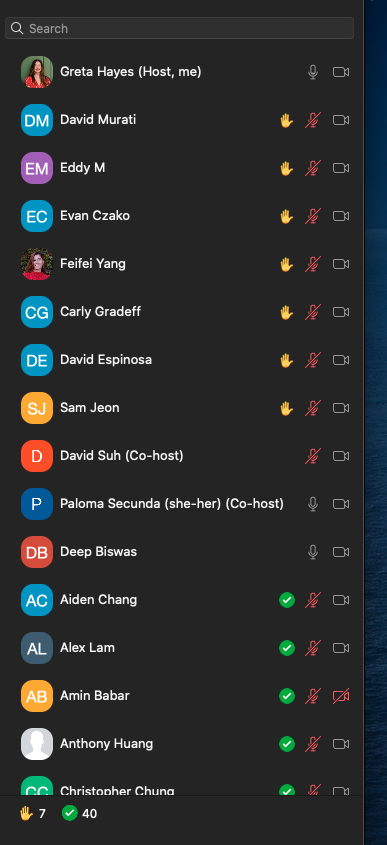 Search
Greta Hayes (Host, me)
DM David Murati
EM Eddy M
EC Evan Czako
Feifei Yang
CG Carly Gradeff
DE David Espinosa
SJ Sam Jeon
D David Suh (Co-host)
P Paloma Secunda (she-her) (Co-host)
DB Deep Biswas
AC Aiden Chang
AL Alex Lam
AB Amin Babar
Anthony Huang
CC Christopher Chung
7 40